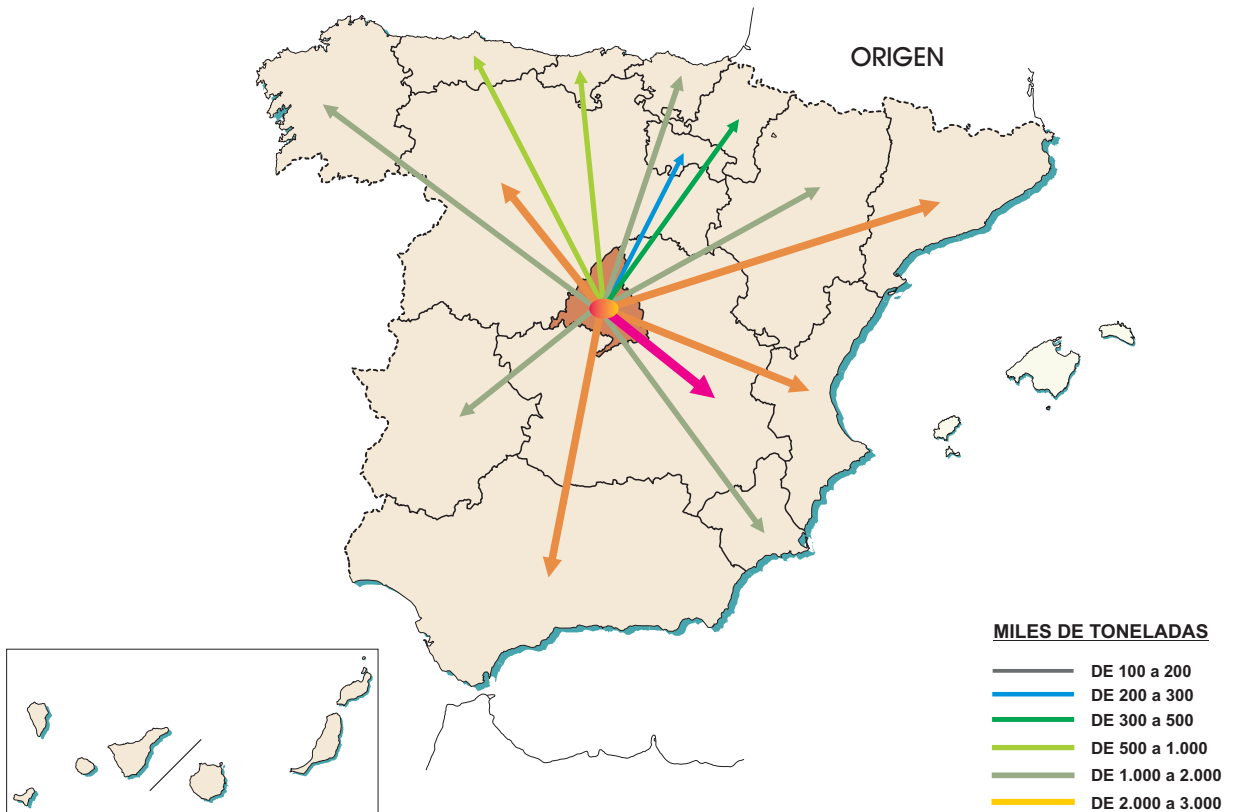 ORIGEN
MILES DE TONELADAS
DE 100 a 200
DE 200 a 300
DE 300 a 500
DE 500 a 1.000
DE 1.000 a 2.000
DE 2.000 a 3.000